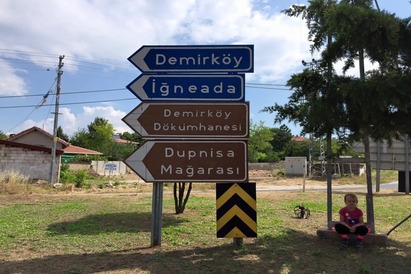 Demirköy
İğneada
Demirköy
Dökümhanesi
Dupnisa
Mağarası